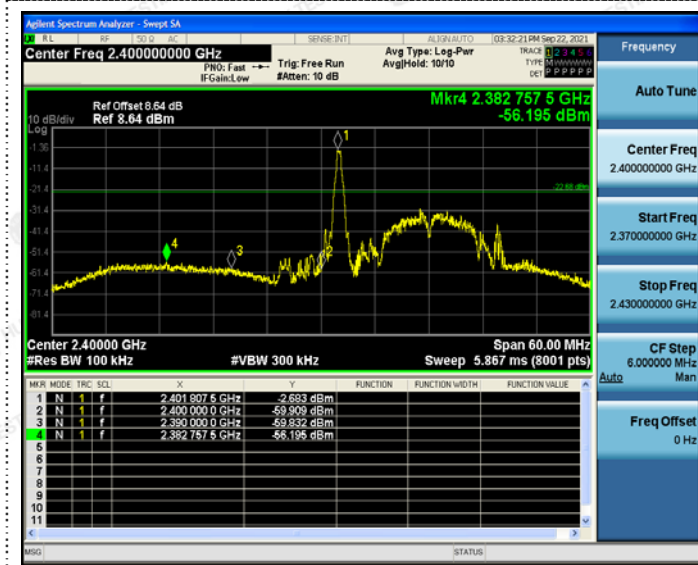 Agilent Spectrum Analyzer - Swept SA
RL RF 50 Ω AC SENSE:INT ALIGNAUTO 03:32:21 PM Sep 22, 2021
Center Freq 2.400000000 GHz
PNO: Fast
IFGain:Low
Trig: Free Run
#Atten: 10 dB
Avg Type: Log-Pwr
Avg|Hold: 10/10
TRACE 1 2 3 4 5 6
TYPE M W W W W W
DET P P P P P P
Ref Offset 8.64 dB
10 dB/div Ref 8.64 dBm
Log
Mkr4 2.382 757 5 GHz
-56.195 dBm
-1.36
-11.4
-21.4
-31.4
-41.4
-51.4
-61.4
-71.4
-81.4
1
-22.68 dBm
4
3
2
Center 2.40000 GHz Span 60.00 MHz
#Res BW 100 kHz #VBW 300 kHz Sweep 5.867 ms (8001 pts)
MKR MODE TRC SCL X Y FUNCTION FUNCTION WIDTH FUNCTION VALUE
1 N 1 f 2.401 807 5 GHz -2.683 dBm
2 N 1 f 2.400 000 0 GHz -59.909 dBm
3 N 1 f 2.390 000 0 GHz -59.832 dBm
4 N 1 f 2.382 757 5 GHz -56.195 dBm
5
6
7
8
9
10
11
MSG STATUS
Frequency
Auto Tune
Center Freq
2.400000000 GHz
Start Freq
2.370000000 GHz
Stop Freq
2.430000000 GHz
CF Step
6.000000 MHz
Auto Man
Freq Offset
0 Hz